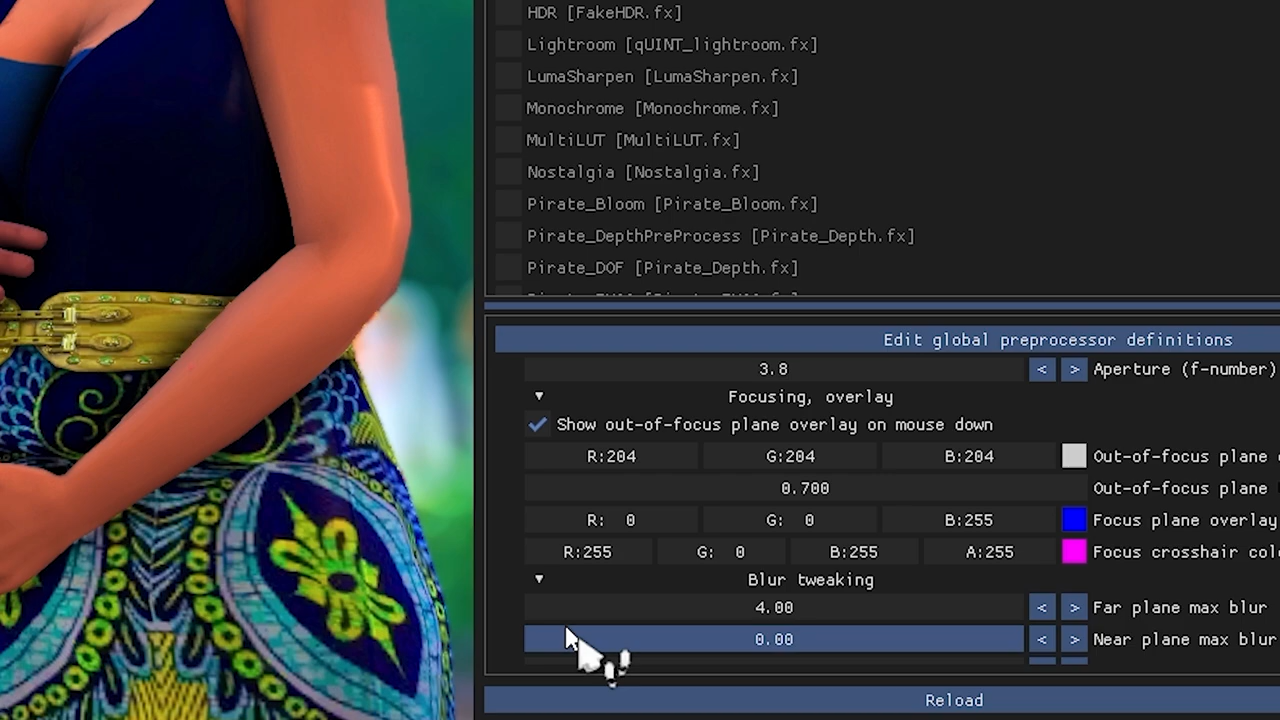 HDR [FakeHDR.fx]
Lightroom [qUINT_lightroom.fx]
LumaSharpen [LumaSharpen.fx]
Monochrome [Monochrome.fx]
MultiLUT [MultiLUT.fx]
Nostalgia [Nostalgia.fx]
Pirate_Bloom [Pirate_Bloom.fx]
Pirate_DepthPreProcess [Pirate_Depth.fx]
Pirate_DOF [Pirate_Depth.fx]
Edit global preprocessor definitions
3.8 < > Aperture (f-number)
▼ Focusing, overlay
Show out-of-focus plane overlay on mouse down
R:204 G:204 B:204 Out-of-focus plane
0.700 Out-of-focus plane
R: 0 G: 0 B:255 Focus plane overlay
R:255 G: 0 B:255 A:255 Focus crosshair
▼ Blur tweaking
4.00 < > Far plane max blur
0.00 < > Near plane max blur
Reload